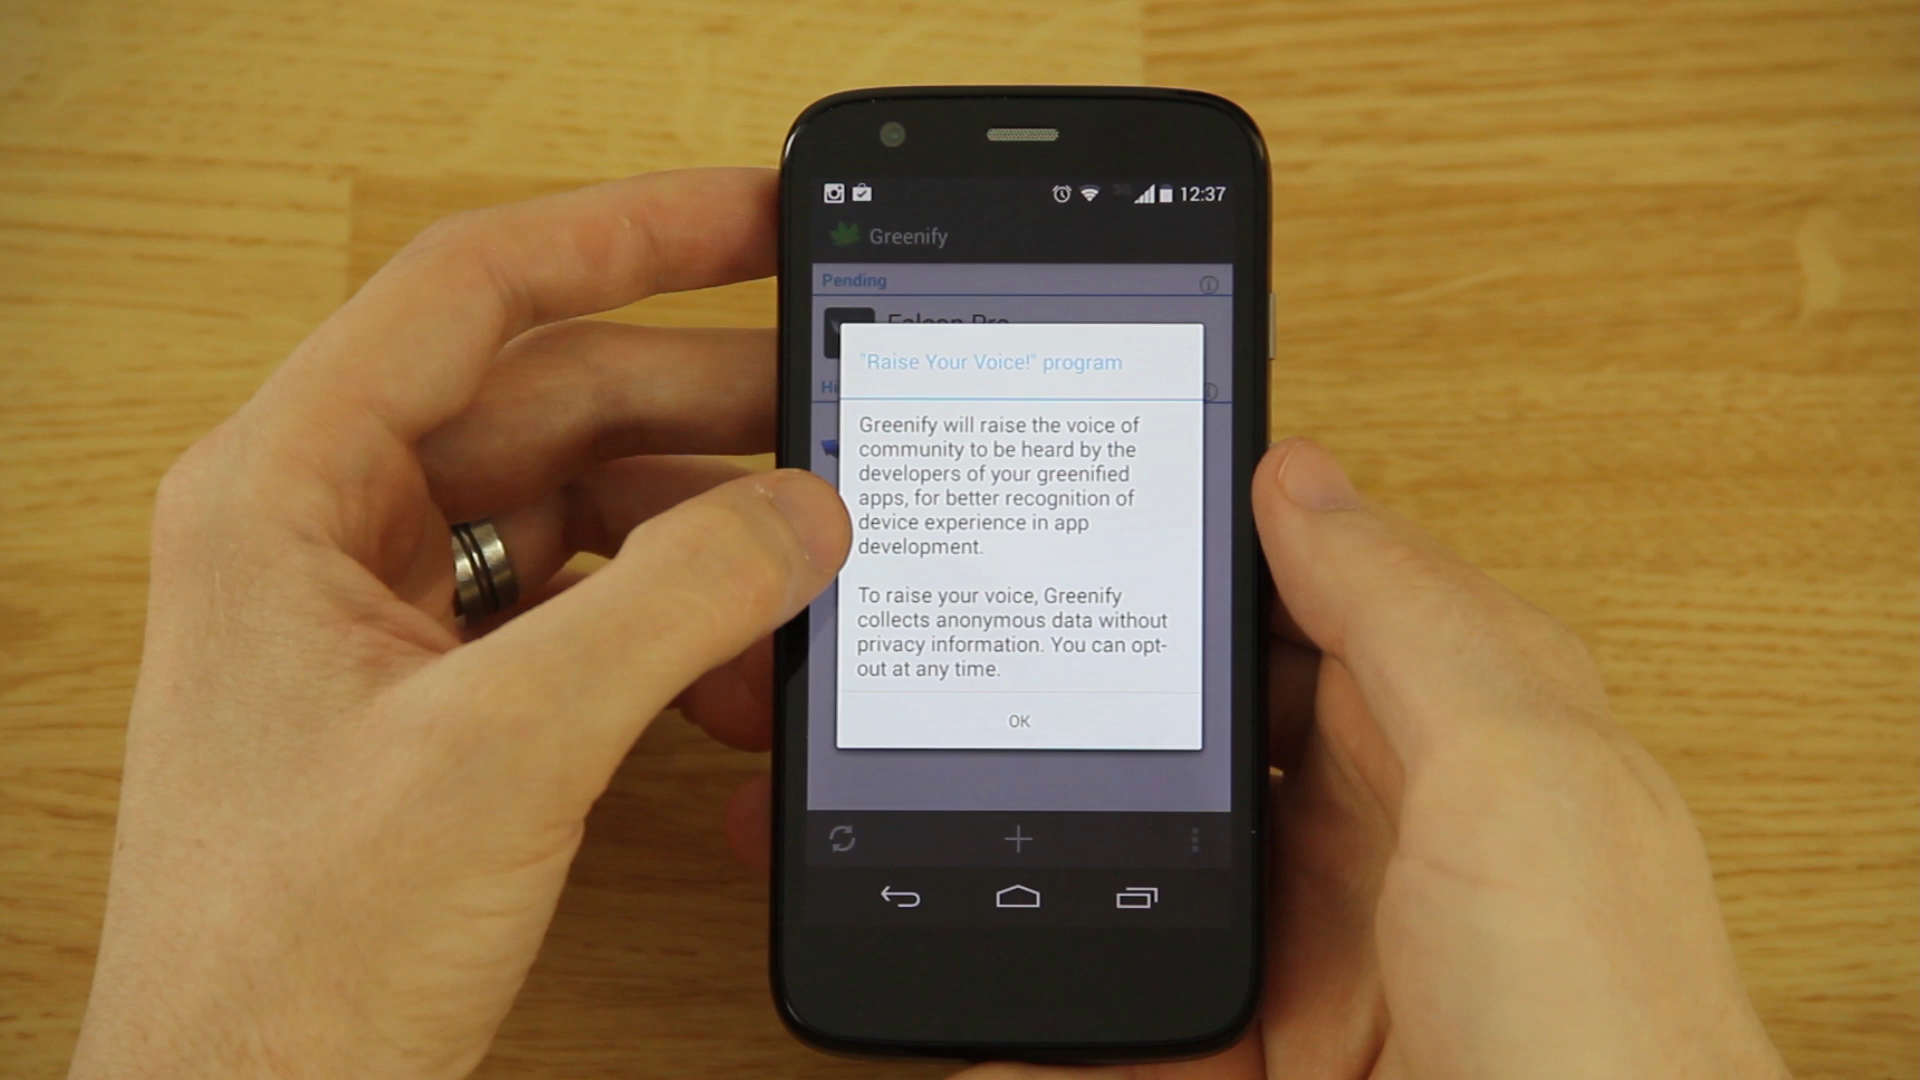 12:37
Greenify
Pending
Falcon Pro
"Raise Your Voice!" program
Greenify will raise the voice of
community to be heard by the
developers of your greenified
apps, for better recognition of
device experience in app
development.
To raise your voice, Greenify
collects anonymous data without
privacy information. You can opt-
out at any time.
OK